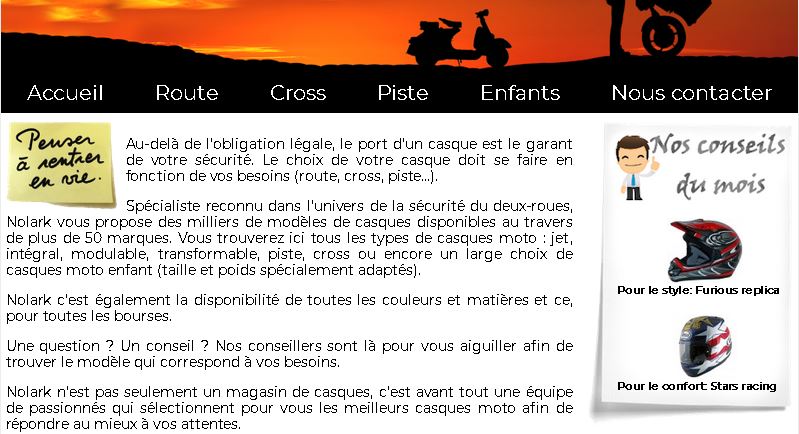 Accueil Route Cross Piste Enfants Nous contacter
Penser
à rentrer
en vie.
Au-delà de l'obligation légale, le port d'un casque est le garant
de votre sécurité. Le choix de votre casque doit se faire en
fonction de vos besoins (route, cross, piste...).
Spécialiste reconnu dans l'univers de la sécurité du deux-roues,
Nolark vous propose des milliers de modèles de casques disponibles au travers
de plus de 50 marques. Vous trouverez ici tous les types de casques moto : jet,
intégral, modulable, transformable, piste, cross ou encore un large choix de
casques moto enfant (taille et poids spécialement adaptés).
Nolark c'est également la disponibilité de toutes les couleurs et matières et ce,
pour toutes les bourses.
Une question ? Un conseil ? Nos conseillers sont là pour vous aiguiller afin de
trouver le modèle qui correspond à vos besoins.
Nolark n'est pas seulement un magasin de casques, c'est avant tout une équipe
de passionnés qui sélectionnent pour vous les meilleurs casques moto afin de
répondre au mieux à vos attentes.
Nos conseils
du mois
Pour le style: Furious replica
Pour le confort: Stars racing